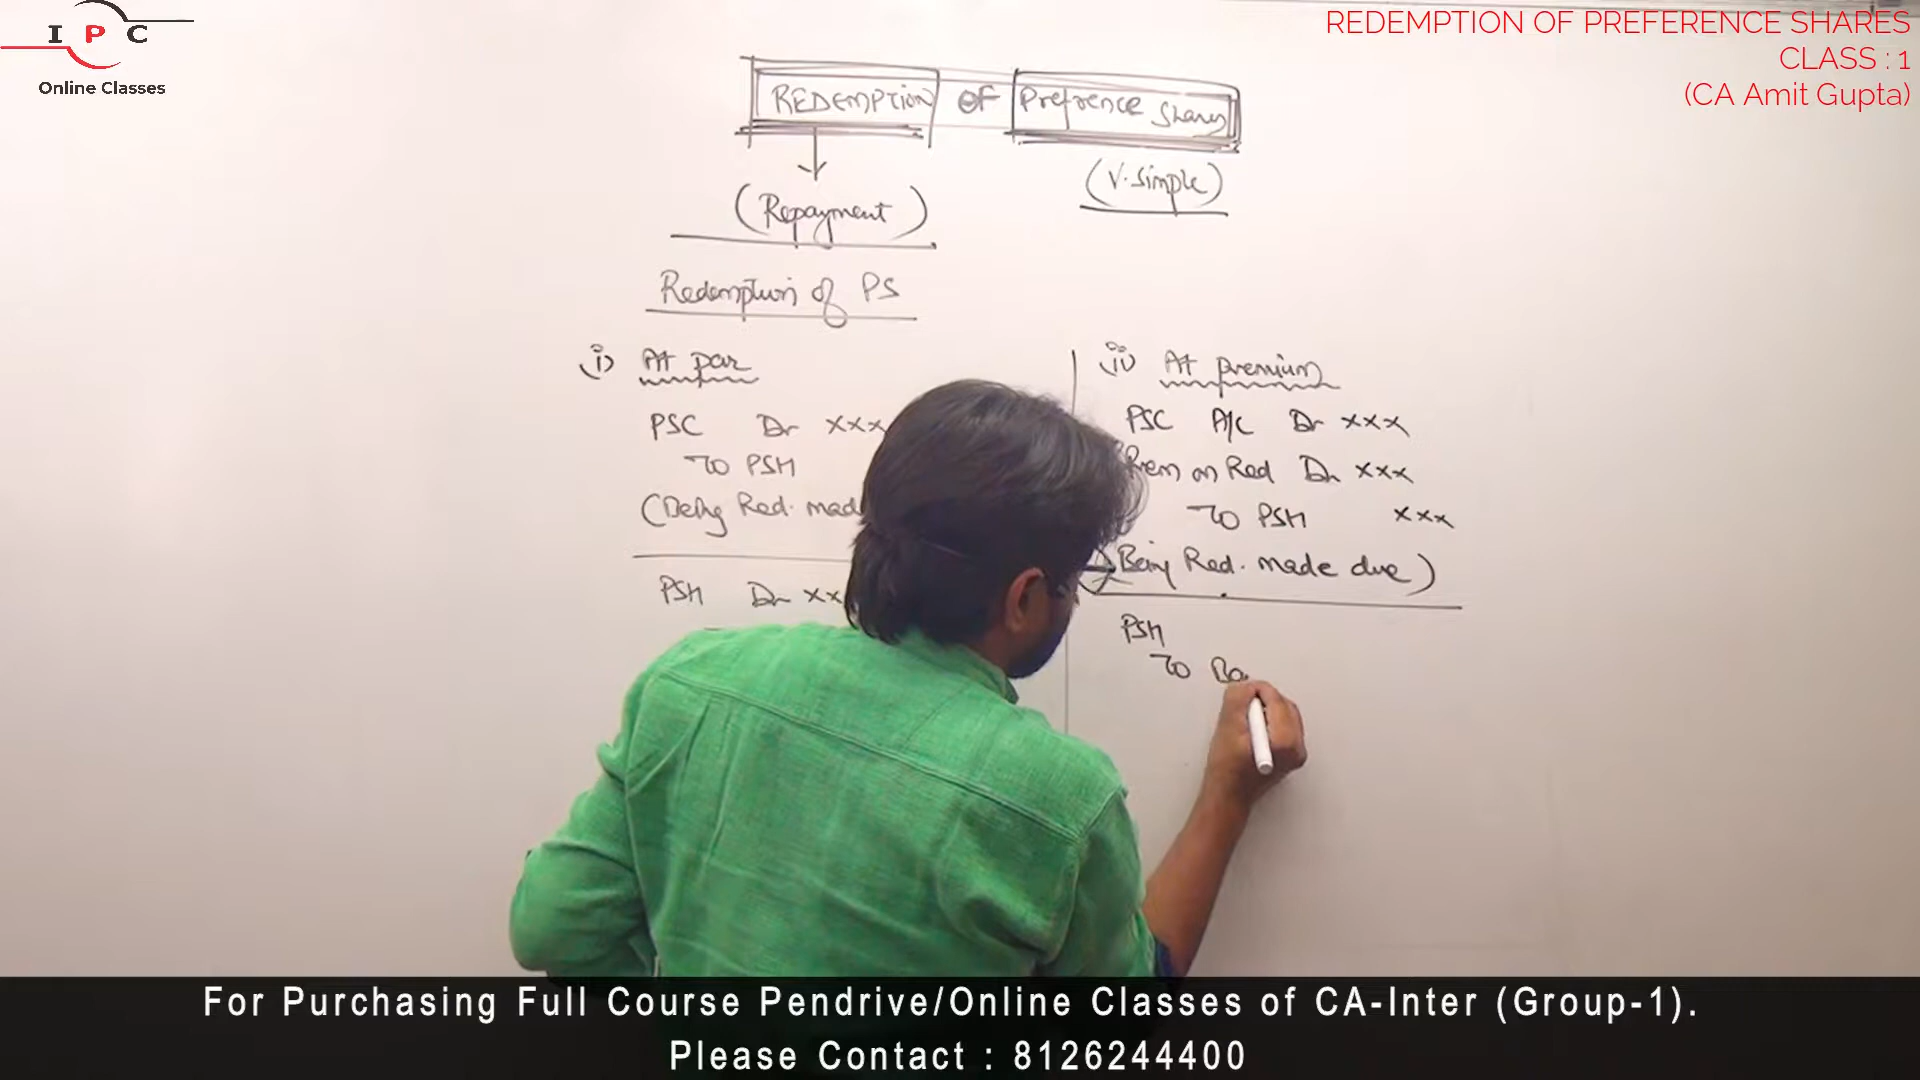 I P C
Online Classes
REDEMPTION OF PREFERENCE SHARES
CLASS : 1
(CA Amit Gupta)
REDEMPTION OF Prefrence Shares
(Repayment)
(V. Simple)
Redemption of PS
(i) At par
PSC Dr xxx
To PSH
(Being Red. made
PSH Dr xx
(ii) At premium
PSC A/C Dr xxx
Prem on Red Dr xxx
To PSH xxx
(Being Red. made due)
PSH
To Ba
For Purchasing Full Course Pendrive/Online Classes of CA-Inter (Group-1).
Please Contact : 8126244400